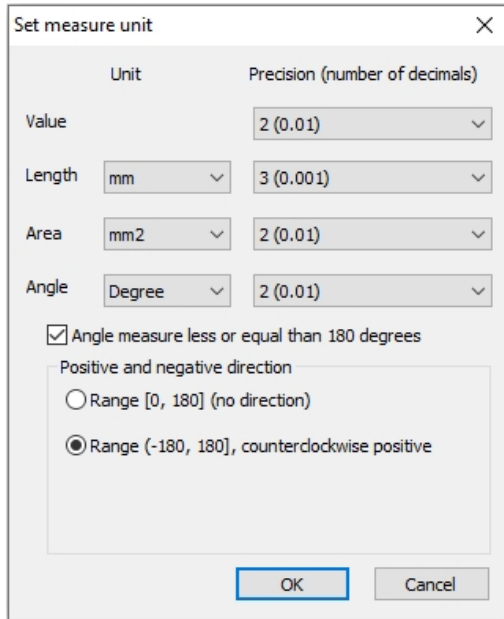 Set measure unit
Unit Precision (number of decimals)
Value 2 (0.01)
Length mm 3 (0.001)
Area mm2 2 (0.01)
Angle Degree 2 (0.01)
Angle measure less or equal than 180 degrees
Positive and negative direction
Range [0, 180] (no direction)
Range (-180, 180], counterclockwise positive
OK Cancel